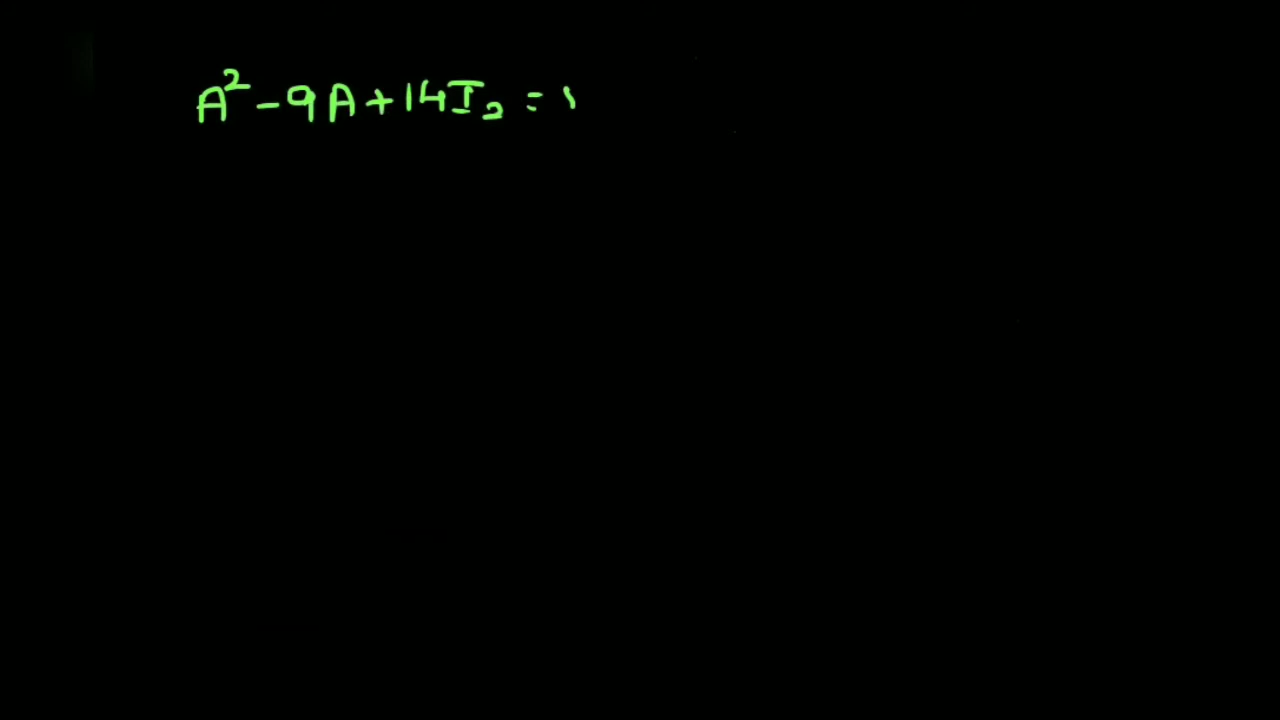 A² - 9A + 14I₂ =